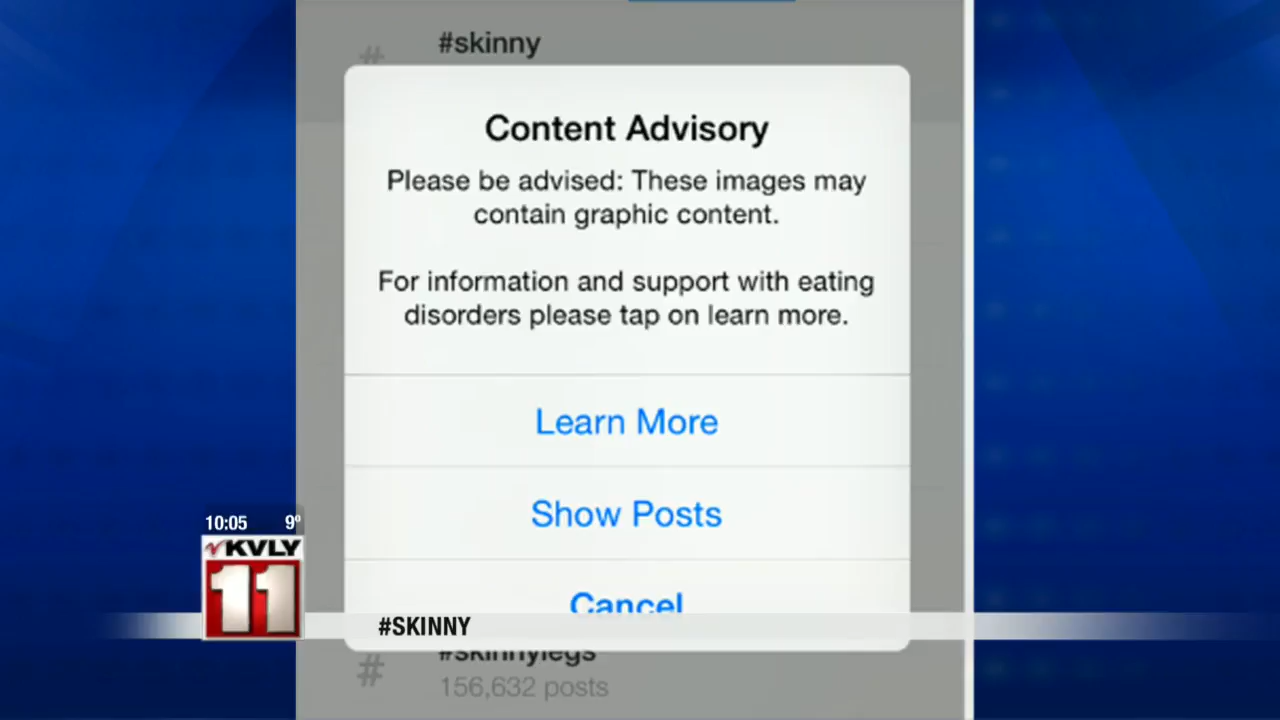 #skinny
#
Content Advisory
Please be advised: These images may
contain graphic content.
For information and support with eating
disorders please tap on learn more.
Learn More
Show Posts
Cancel
10:05 9°
KVLY
11
#SKINNY
#skinnylegs
#
156,632 posts